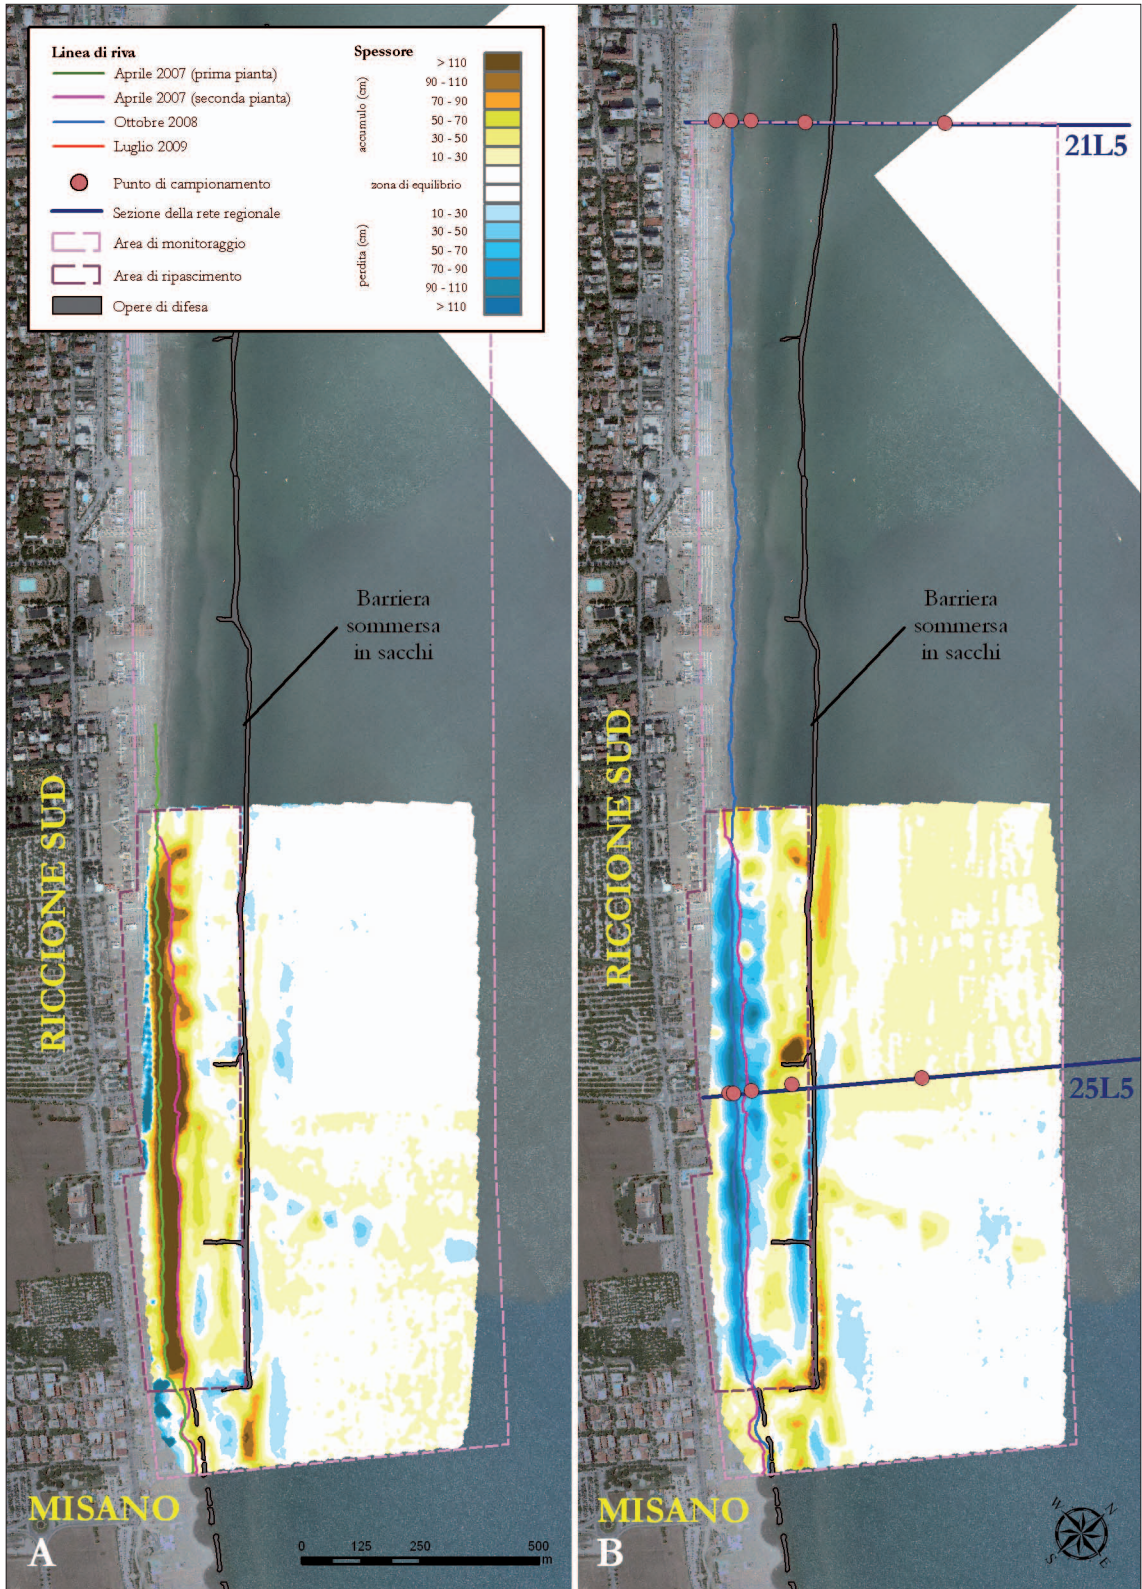 Linea di riva
Aprile 2007 (prima pianta)
Aprile 2007 (seconda pianta)
Ottobre 2008
Luglio 2009
Punto di campionamento
Sezione della rete regionale
Area di monitoraggio
Area di ripascimento
Opere di difesa
Spessore
accumulo (cm)
> 110
90 - 110
70 - 90
50 - 70
30 - 50
10 - 30
zona di equilibrio
perdita (cm)
10 - 30
30 - 50
50 - 70
70 - 90
90 - 110
> 110
21L5
Barriera
sommersa
in sacchi
Barriera
sommersa
in sacchi
RICCIONE SUD
RICCIONE SUD
25L5
MISANO
A
0 125 250 500
m
MISANO
B
W N
S E